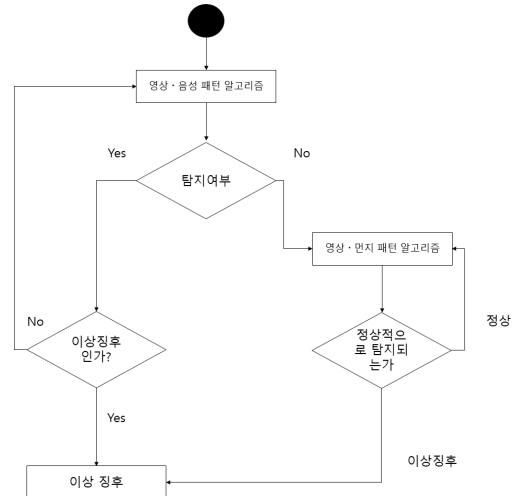 영상・음성 패턴 알고리즘
Yes
No
탐지여부
영상・먼지 패턴 알고리즘
No
이상징후
인가?
정상적으
로 탐지되
는가
정상
Yes
이상징후
이상 징후